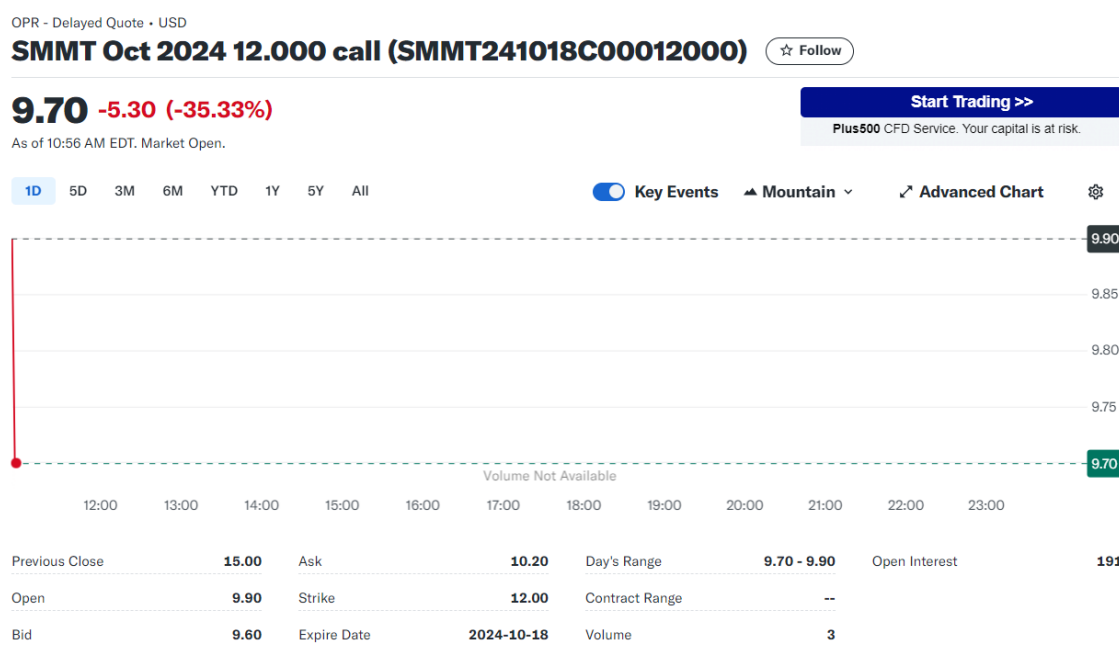 OPR - Delayed Quote • USD
SMMT Oct 2024 12.000 call (SMMT241018C00012000)
Follow
9.70 -5.30 (-35.33%)
As of 10:56 AM EDT. Market Open.
Start Trading >>
Plus500 CFD Service. Your capital is at risk.
1D 5D 3M 6M YTD 1Y 5Y All
Key Events Mountain Advanced Chart
9.90
9.85
9.80
9.75
9.70
Volume Not Available
12:00 13:00 14:00 15:00 16:00 17:00 18:00 19:00 20:00 21:00 22:00 23:00
Previous Close 15.00 Ask 10.20 Day's Range 9.70 - 9.90 Open Interest 191
Open 9.90 Strike 12.00 Contract Range --
Bid 9.60 Expire Date 2024-10-18 Volume 3